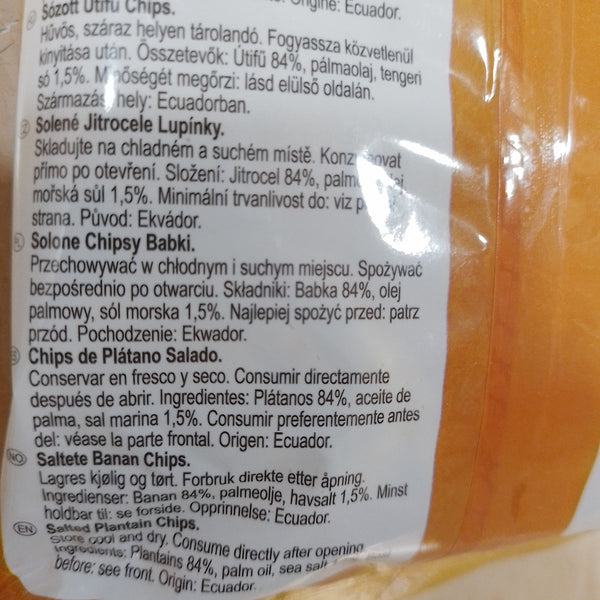 Sózott Útifű Chips. Origine: Ecuador.
Hűvös, száraz helyen tárolandó. Fogyassza közvetlenül
kinyitása után. Összetevők: Útifű 84%, pálmaolaj, tengeri
só 1,5%. Minőségét megőrzi: lásd elülső oldalán.
Származás hely: Ecuadorban.
Solené Jitrocele Lupínky.
Skladujte na chladném a suchém místě.
přímo po otevření. Složení: Jitrocel 84%,
mořská sůl 1,5%. Minimální trvanlivost do: viz
strana. Původ: Ekvádor.
Solone Chipsy Babki.
Przechowywać w chłodnym i suchym miejscu. Spożywać
bezpośrednio po otwarciu. Składniki: Babka 84%, olej
palmowy, sól morska 1,5%. Najlepiej spożyć przed: patrz
przód. Pochodzenie: Ekwador.
Chips de Plátano Salado.
Conservar en fresco y seco. Consumir directamente
después de abrir. Ingredientes: Plátanos 84%, aceite de
palma, sal marina 1,5%. Consumir preferentemente antes
del: véase la parte frontal. Origen: Ecuador.
NO Saltete Banan Chips.
Lagres kjølig og tørt. Forbruk direkte etter åpning.
Ingredienser: Banan 84%, palmeolje, havsalt 1,5%. Minst
holdbar til: se forside. Opprinnelse: Ecuador.
EN Salted Plantain Chips.
Store cool and dry. Consume directly after opening.
Ingredients: Plantains 84%, palm oil, sea salt
before: see front. Origin: Ecuador.